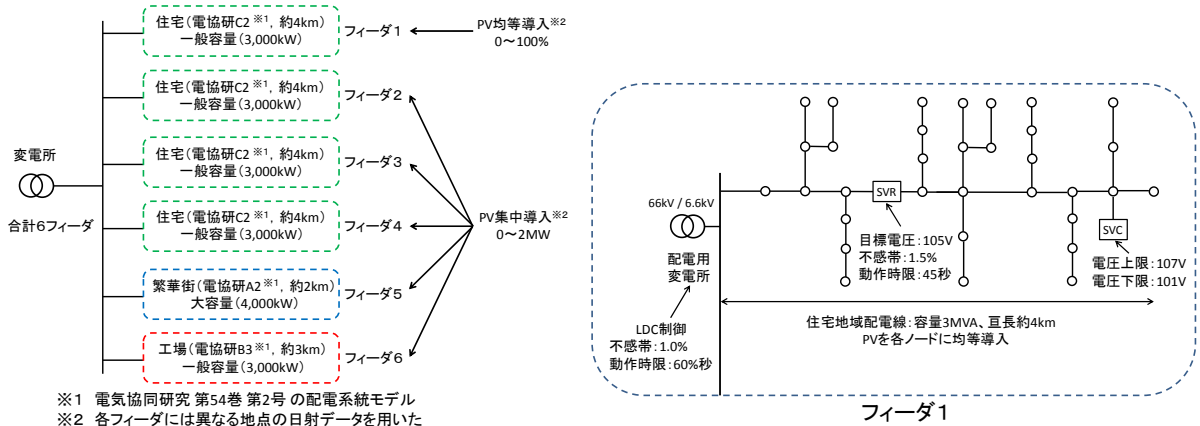 住宅(電協研C2 ※1, 約4km)
一般容量(3,000kW)
フィーダ1
PV均等導入※2
0～100%
住宅(電協研C2 ※1, 約4km)
一般容量(3,000kW)
フィーダ2
住宅(電協研C2 ※1, 約4km)
一般容量(3,000kW)
フィーダ3
変電所
合計6フィーダ
住宅(電協研C2 ※1, 約4km)
一般容量(3,000kW)
フィーダ4
PV集中導入※2
0～2MW
繁華街(電協研A2 ※1, 約2km)
大容量(4,000kW)
フィーダ5
工場(電協研B3 ※1, 約3km)
一般容量(3,000kW)
フィーダ6
※1 電気協同研究 第54巻 第2号 の配電系統モデル
※2 各フィーダには異なる地点の日射データを用いた
66kV / 6.6kV
配電用
変電所
LDC制御
不感帯:1.0%
動作時限:60%秒
SVR
目標電圧:105V
不感帯:1.5%
動作時限:45秒
SVC
電圧上限:107V
電圧下限:101V
住宅地域配電線:容量3MVA、亘長約4km
PVを各ノードに均等導入
フィーダ1